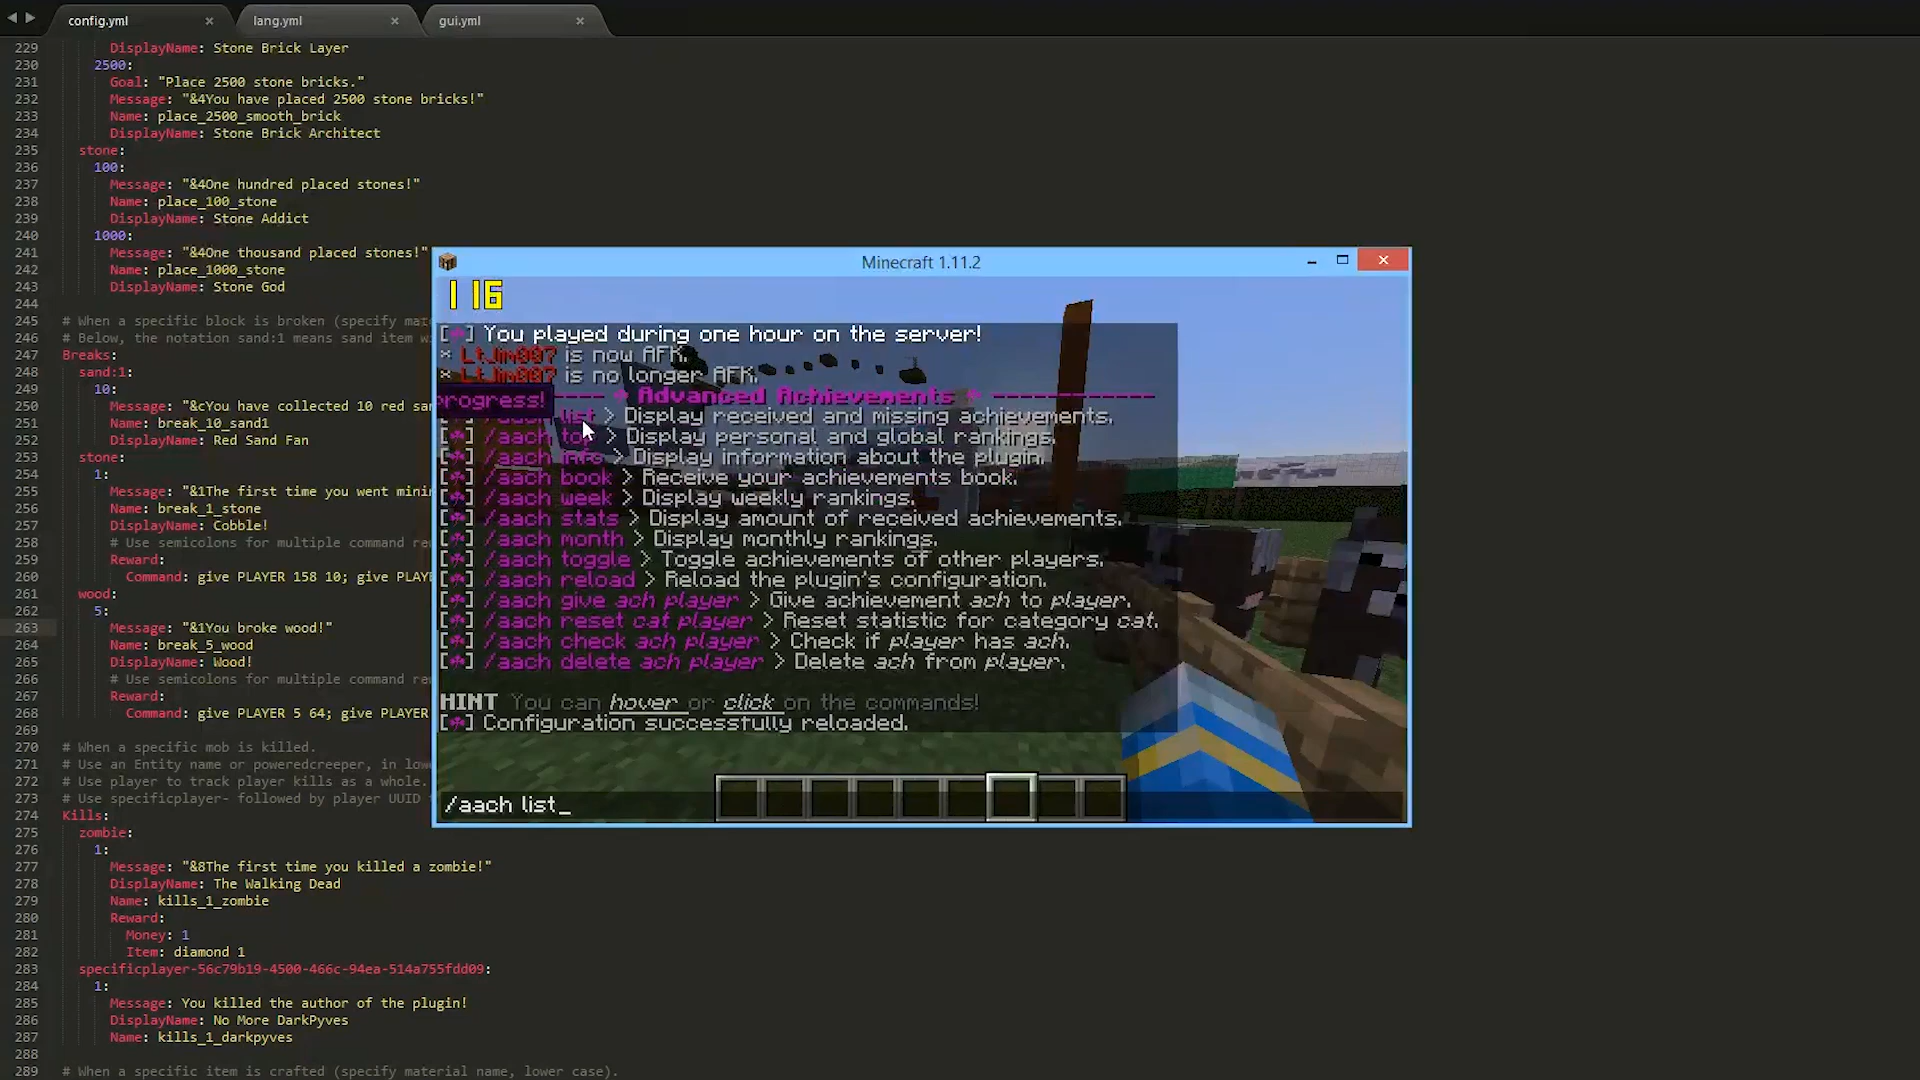 config.yml
lang.yml
gui.yml
229 DisplayName: Stone Brick Layer
230 2500:
231 Goal: "Place 2500 stone bricks."
232 Message: "&4You have placed 2500 stone bricks!"
233 Name: place_2500_smooth_brick
234 DisplayName: Stone Brick Architect
235 stone:
236 100:
237 Message: "&4One hundred placed stones!"
238 Name: place_100_stone
239 DisplayName: Stone Addict
240 1000:
241 Message: "&4One thousand placed stones!"
242 Name: place_1000_stone
243 DisplayName: Stone God
244
245 # When a specific block is broken (specify
246 # Below, the notation sand:1 means sand item
247 Breaks:
248 sand:1:
249 10:
250 Message: "&cYou have collected 10 red
251 Name: break_10_sand1
252 DisplayName: Red Sand Fan
253 stone:
254 1:
255 Message: "&1The first time you went
256 Name: break_1_stone
257 DisplayName: Cobble!
258 # Use semicolons for multiple command
259 Reward:
260 Command: give PLAYER 158 10; give
261 wood:
262 5:
263 Message: "&1You broke wood!"
264 Name: break_5_wood
265 DisplayName: Wood!
266 # Use semicolons for multiple command
267 Reward:
268 Command: give PLAYER 5 64; give PLAYER
269
270 # When a specific mob is killed.
271 # Use an Entity name or poweredcreeper, in
272 # Use player to track player kills as a whole.
273 # Use specificplayer- followed by player UUID
274 Kills:
275 zombie:
276 1:
277 Message: "&8The first time you killed a zombie!"
278 DisplayName: The Walking Dead
279 Name: kills_1_zombie
280 Reward:
281 Money: 1
282 Item: diamond 1
283 specificplayer-56c79b19-4500-466c-94ea-514a755fdd09:
284 1:
285 Message: You killed the author of the plugin!
286 DisplayName: No More DarkPyves
287 Name: kills_1_darkpyves
288
289 # When a specific item is crafted (specify material name, lower case).
Minecraft 1.11.2
116
You played during one hour on the server!
* LtJim007 is now AFK.
* LtJim007 is no longer AFK.
progress! ---- * Advanced Achievements * -------------
list > Display received and missing achievements.
/aach top > Display personal and global rankings.
/aach info > Display information about the plugin.
/aach book > Receive your achievements book.
/aach week > Display weekly rankings.
/aach stats > Display amount of received achievements.
/aach month > Display monthly rankings.
/aach toggle > Toggle achievements of other players.
/aach reload > Reload the plugin's configuration.
/aach give ach player > Give achievement ach to player.
/aach reset cat player > Reset statistic for category cat.
/aach check ach player > Check if player has ach.
/aach delete ach player > Delete ach from player.
HINT You can hover or click on the commands!
Configuration successfully reloaded.
/aach list_